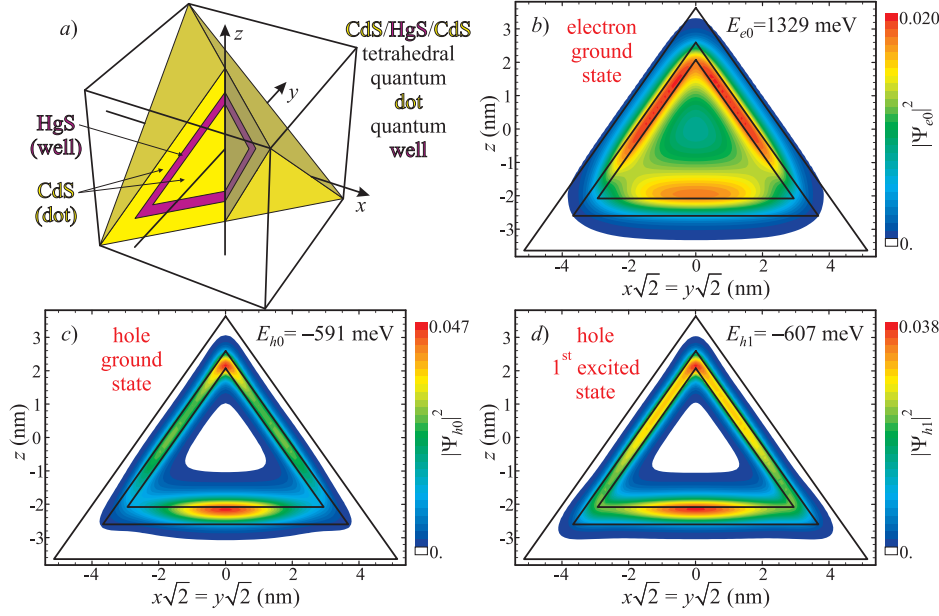 a)
z
y
x
CdS/HgS/CdS
tetrahedral
quantum
dot
quantum
well
HgS
(well)
CdS
(dot)
b)
electron
ground
state
E_e0=1329 meV
3
2
1
0
-1
-2
-3
z (nm)
-4 -2 0 2 4
x√2 = y√2 (nm)
0.020
|Ψ_e0|²
0.
c)
hole
ground
state
E_h0= −591 meV
3
2
1
0
-1
-2
-3
z (nm)
-4 -2 0 2 4
x√2 = y√2 (nm)
0.047
|Ψ_h0|²
0.
d)
hole
1st excited
state
E_h1= −607 meV
3
2
1
0
-1
-2
-3
z (nm)
-4 -2 0 2 4
x√2 = y√2 (nm)
0.038
|Ψ_h1|²
0.